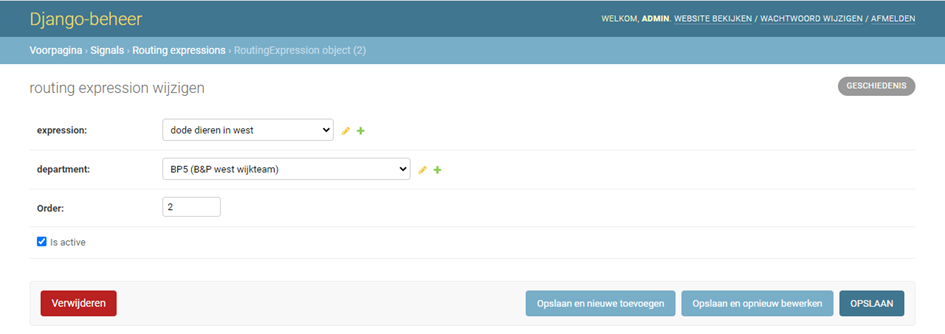 Django-beheer
WELKOM, ADMIN. WEBSITE BEKIJKEN / WACHTWOORD WIJZIGEN / AFMELDEN
Voorpagina › Signals › Routing expressions › RoutingExpression object (2)
routing expression wijzigen
GESCHIEDENIS
expression: dode dieren in west
department: BP5 (B&P west wijkteam)
Order: 2
Is active
Verwijderen Opslaan en nieuwe toevoegen Opslaan en opnieuw bewerken OPSLAAN